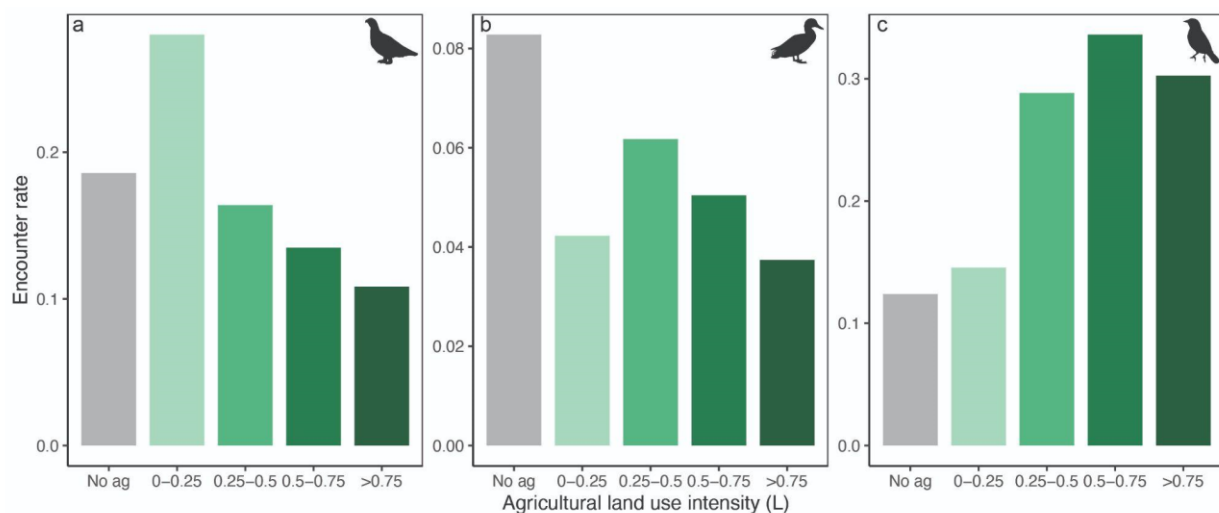 a
b
c
Encounter rate
0.2
0.1
0.0
0.08
0.06
0.04
0.02
0.00
0.3
0.2
0.1
0.0
No ag 0–0.25 0.25–0.5 0.5–0.75 >0.75
No ag 0–0.25 0.25–0.5 0.5–0.75 >0.75
No ag 0–0.25 0.25–0.5 0.5–0.75 >0.75
Agricultural land use intensity (L)